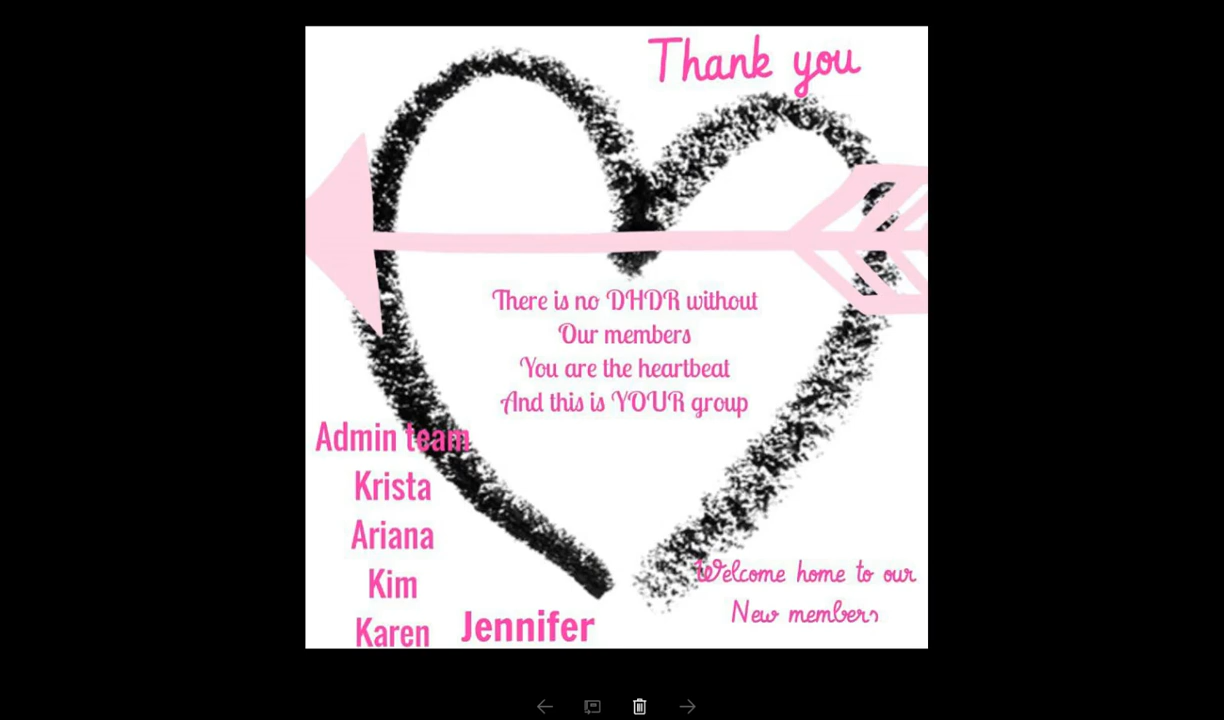 Thank you
There is no DHDR without
Our members
You are the heartbeat
And this is YOUR group
Admin team
Krista
Ariana
Kim
Karen
Jennifer
Welcome home to our
New members